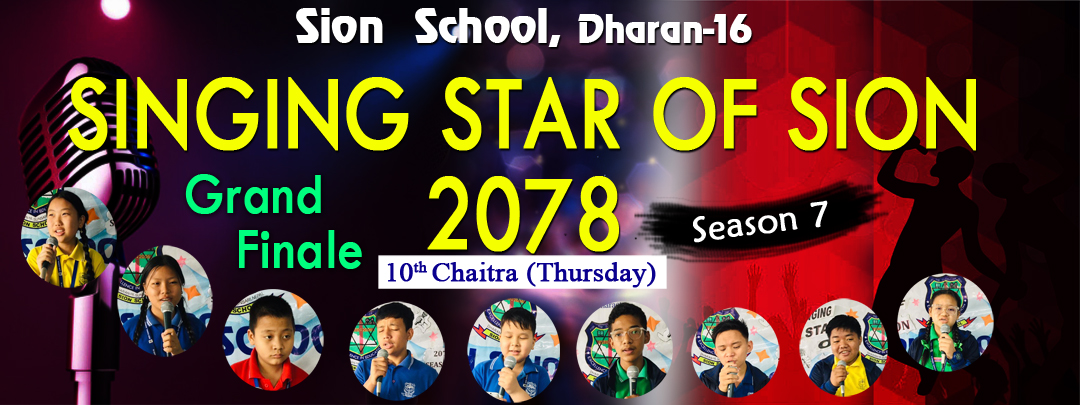 Sion School, Dharan-16
SINGING STAR OF SION
2078
Grand
Finale
Season 7
10th Chaitra (Thursday)